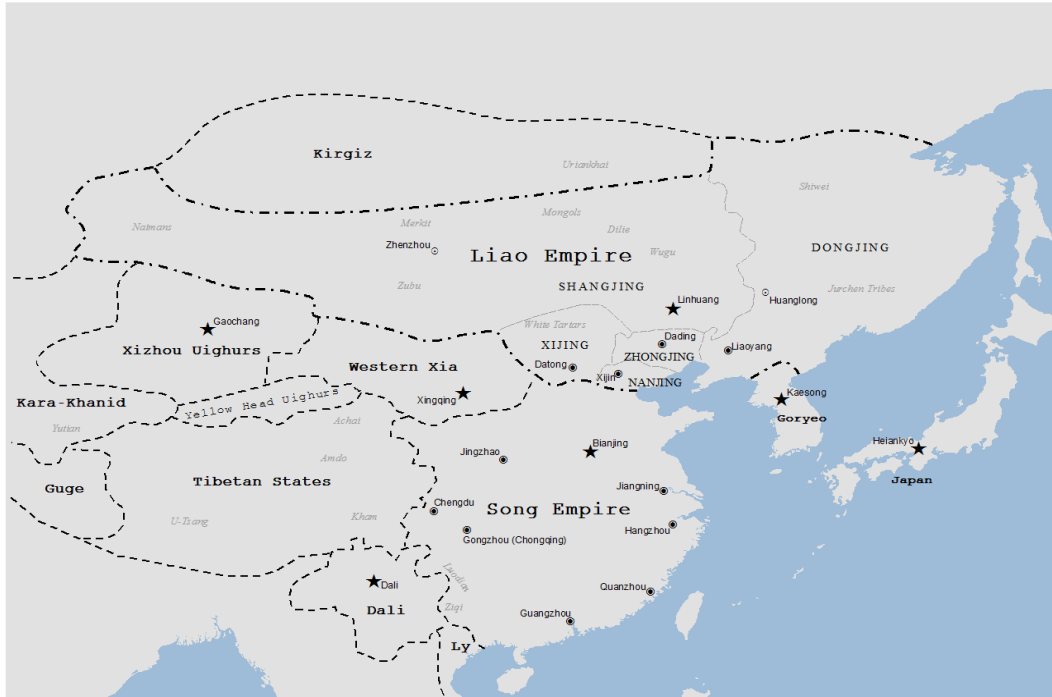 Kirgiz
Uriankhai
Shiwei
Naimans
Merkit
Mongols
Dilie
Zhenzhou
Wugu
DONGJING
Liao Empire
Zubu
SHANGJING
Jurchen Tribes
Huanglong
Linhuang
Gaochang
White Tartars
Xizhou Uighurs
XIJING
Dading
Liaoyang
ZHONGJING
Western Xia
Datong
Xijin
NANJING
Kara-Khanid
Yellow Head Uighurs
Xingqing
Kaesong
Goryeo
Yutian
Achai
Bianjing
Heiankyo
Jingzhao
Amdo
Guge
Tibetan States
Japan
Jiangning
Chengdu
Song Empire
U-Tsang
Kham
Hangzhou
Gongzhou (Chongqing)
Luodian
Dali
Quanzhou
Dali
Ziqi
Guangzhou
Ly